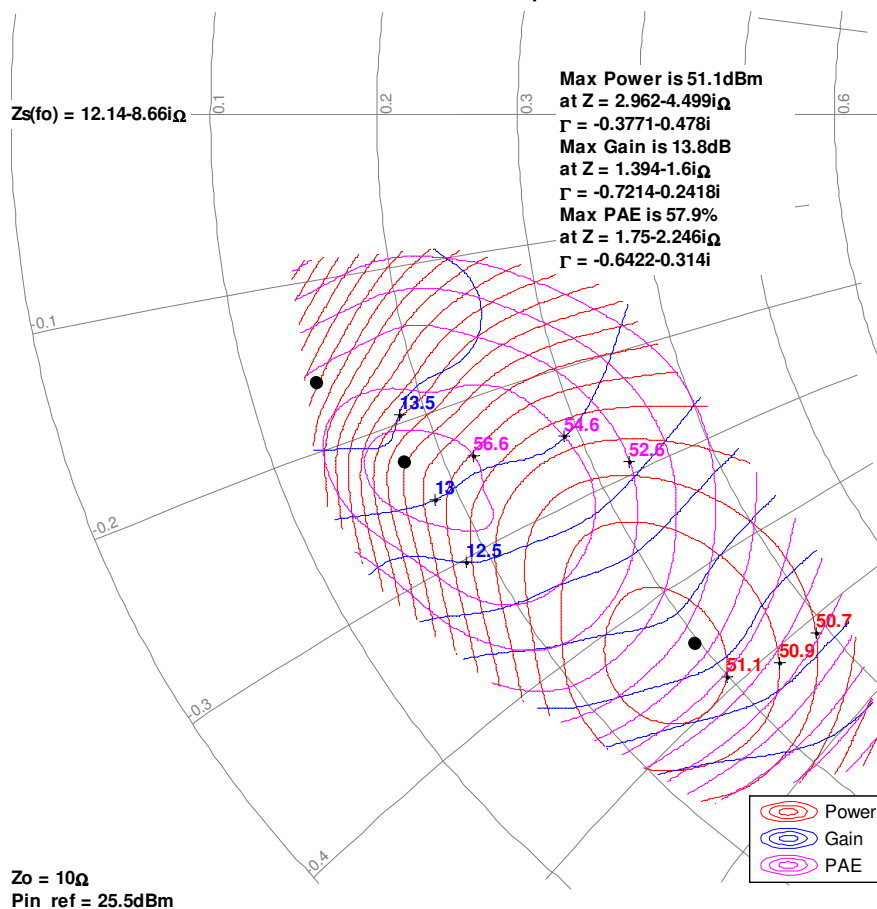 0.1
0.2
0.3
0.6
Zs(fo) = 12.14-8.66iΩ
Max Power is 51.1dBm
at Z = 2.962-4.499iΩ
Γ = -0.3771-0.478i
Max Gain is 13.8dB
at Z = 1.394-1.6iΩ
Γ = -0.7214-0.2418i
Max PAE is 57.9%
at Z = 1.75-2.246iΩ
Γ = -0.6422-0.314i
-0.1
13.5
54.6
56.6
52.6
13
-0.2
12.5
50.7
50.9
51.1
-0.3
-0.4
Power
Gain
PAE
Zo = 10Ω
Pin_ref = 25.5dBm